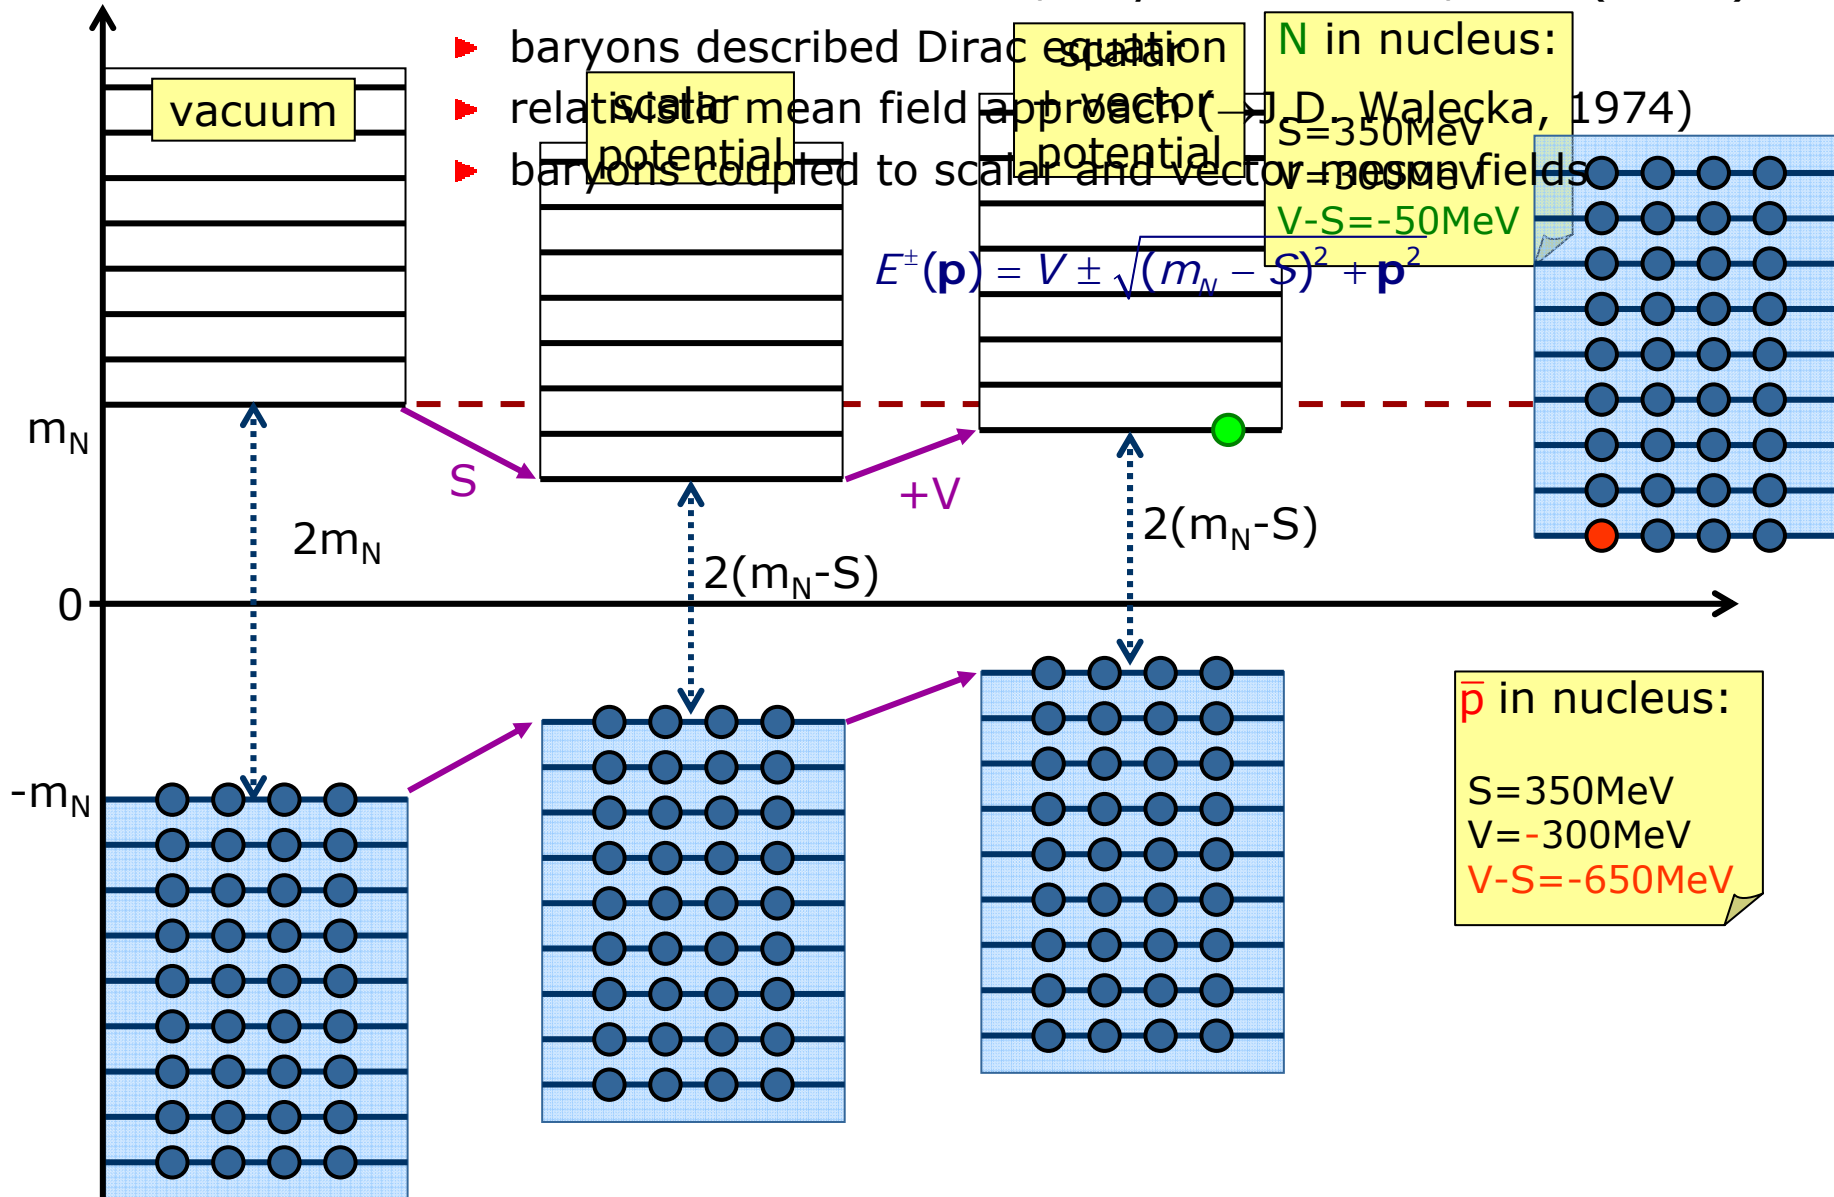 baryons described Dirac equation
relativistic mean field approach (→J.D. Walecka, 1974)
baryons coupled to scalar and vector meson fields
vacuum
scalar
potential
scalar
+ vector
potential
N in nucleus:
S=350MeV
V=300MeV
V-S=-50MeV
E±(p) = V ± √(mN − S)² + p²
mN
S
+V
2mN
2(mN-S)
2(mN-S)
0
-mN
p̅ in nucleus:
S=350MeV
V=-300MeV
V-S=-650MeV